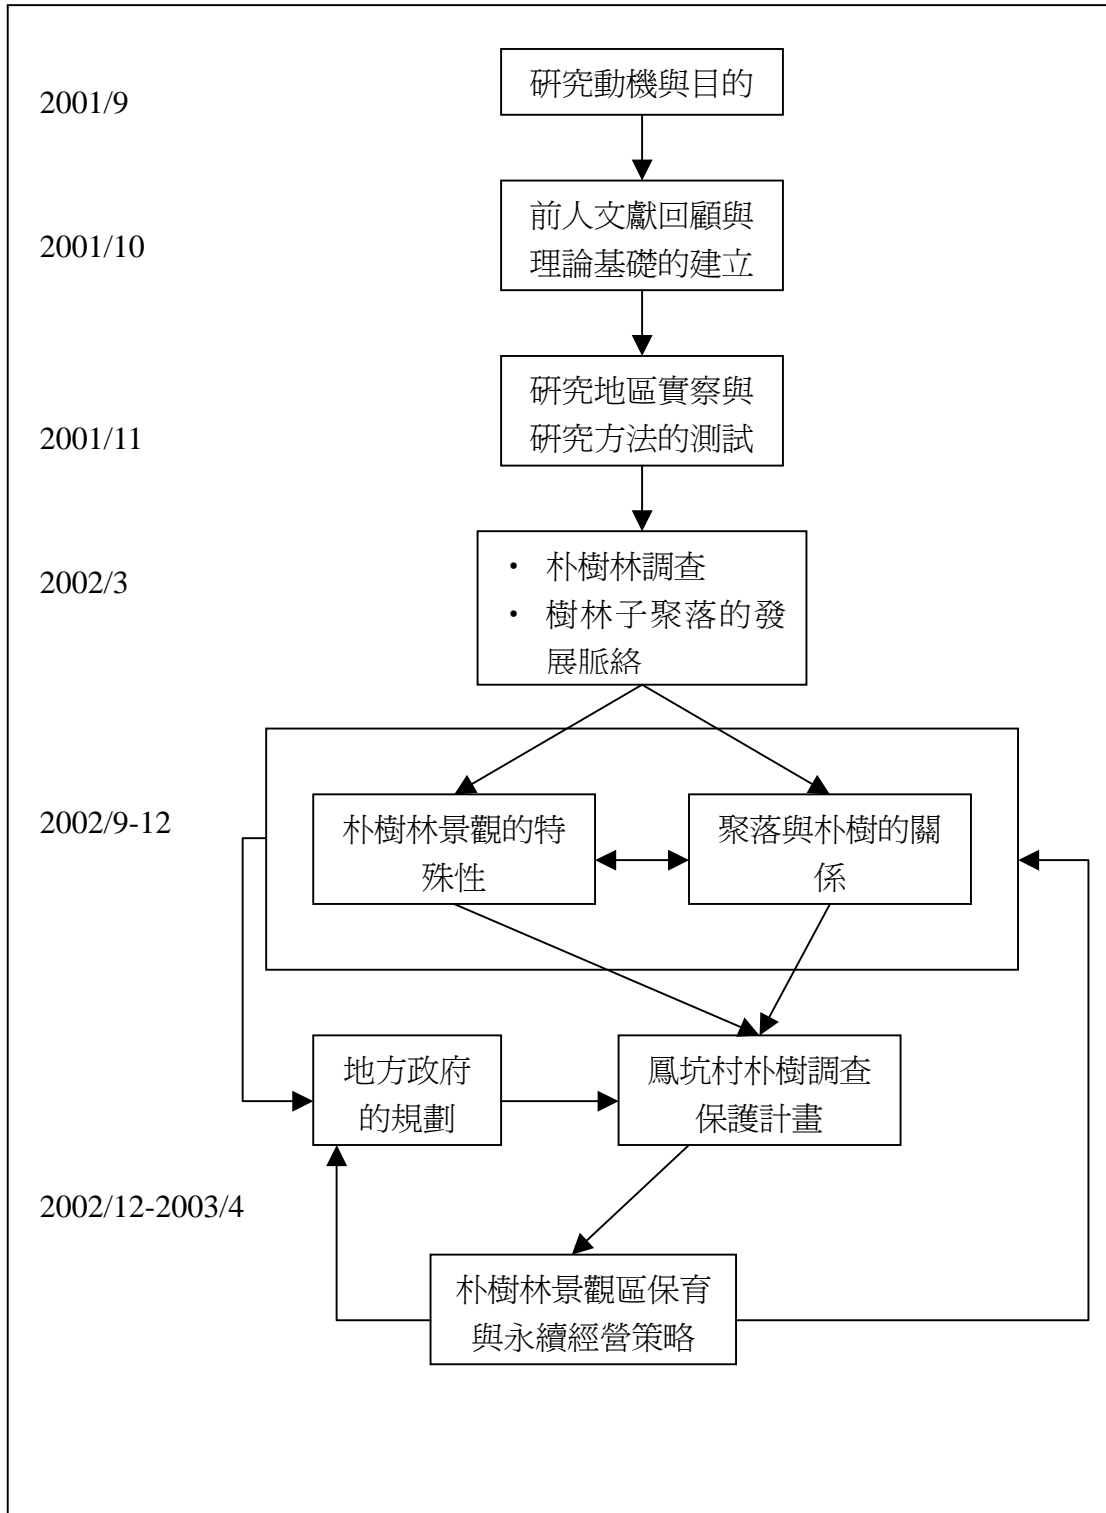 2001/9
研究動機與目的
2001/10
前人文獻回顧與
理論基礎的建立
2001/11
研究地區實察與
研究方法的測試
2002/3
· 朴樹林調查
· 樹林子聚落的發
展脈絡
2002/9-12
朴樹林景觀的特
殊性
聚落與朴樹的關
係
地方政府
的規劃
鳳坑村朴樹調查
保護計畫
2002/12-2003/4
朴樹林景觀區保育
與永續經營策略